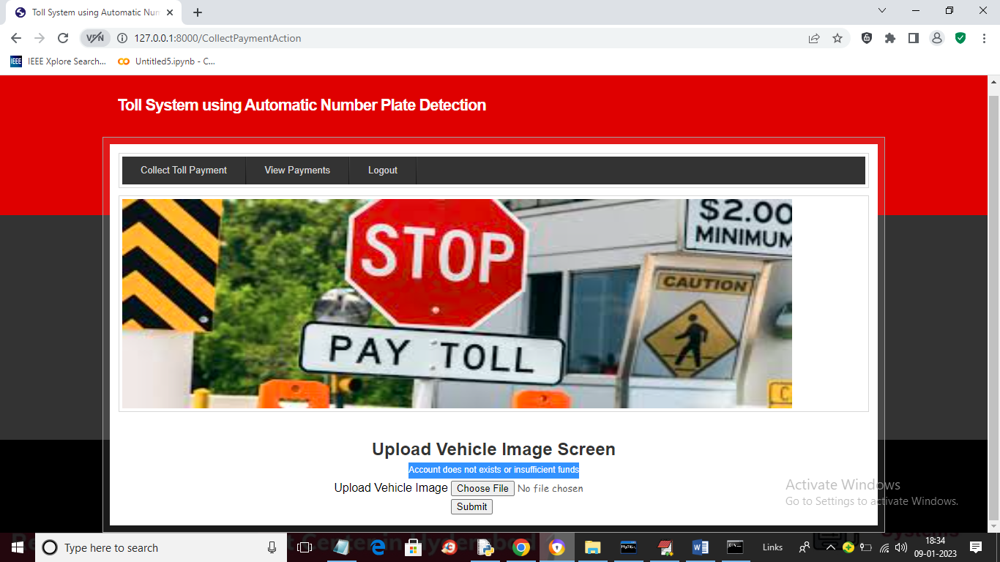 Toll System using Automatic Num
127.0.0.1:8000/CollectPaymentAction
IEEE Xplore Search...
Untitled5.ipynb - C...
Toll System using Automatic Number Plate Detection
Collect Toll Payment
View Payments
Logout
STOP
PAY TOLL
$2.00
MINIMUM
CAUTION
Upload Vehicle Image Screen
Account does not exists or insufficient funds
Upload Vehicle Image Choose File No file chosen
Submit
Activate Windows
Go to Settings to activate Windows.
Type here to search
Links
18:34
09-01-2023